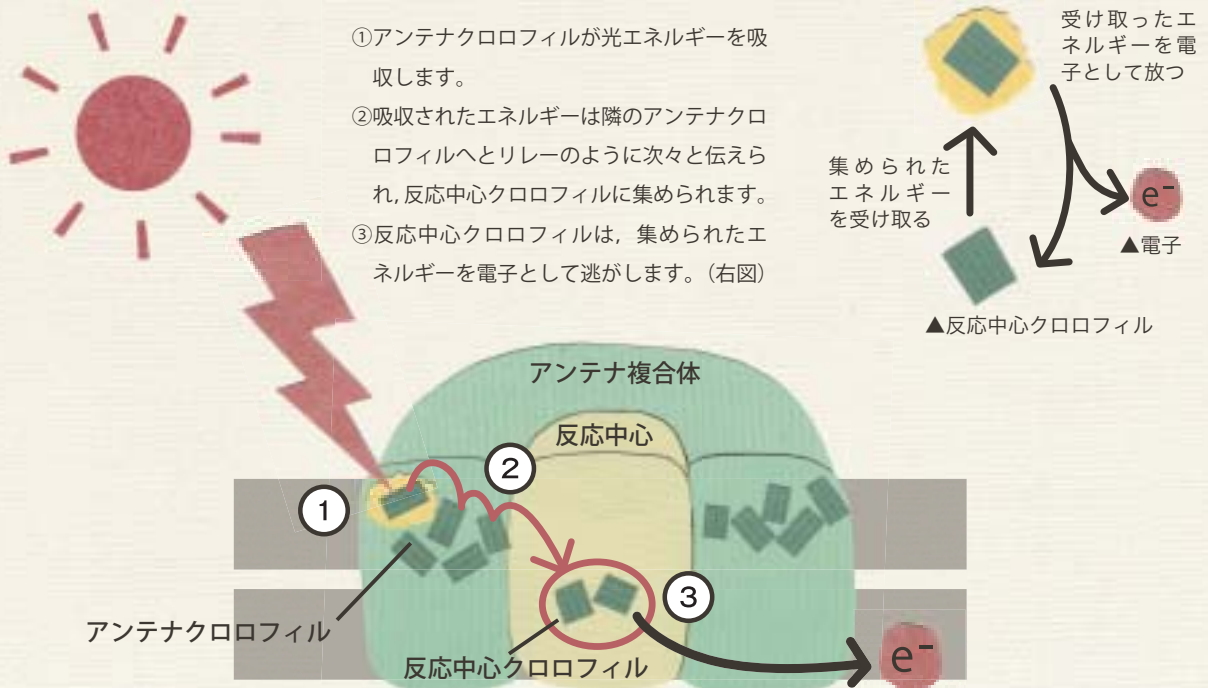 ①アンテナクロロフィルが光エネルギーを吸
収します。
②吸収されたエネルギーは隣のアンテナクロ
ロフィルへとリレーのように次々と伝えら
れ,反応中心クロロフィルに集められます。
③反応中心クロロフィルは，集められたエ
ネルギーを電子として逃がします。（右図）
受け取ったエ
ネルギーを電
子として放つ
集められた
エネルギー
を受け取る
e⁻
▲電子
▲反応中心クロロフィル
アンテナ複合体
反応中心
②
①
③
アンテナクロロフィル
反応中心クロロフィル
e⁻